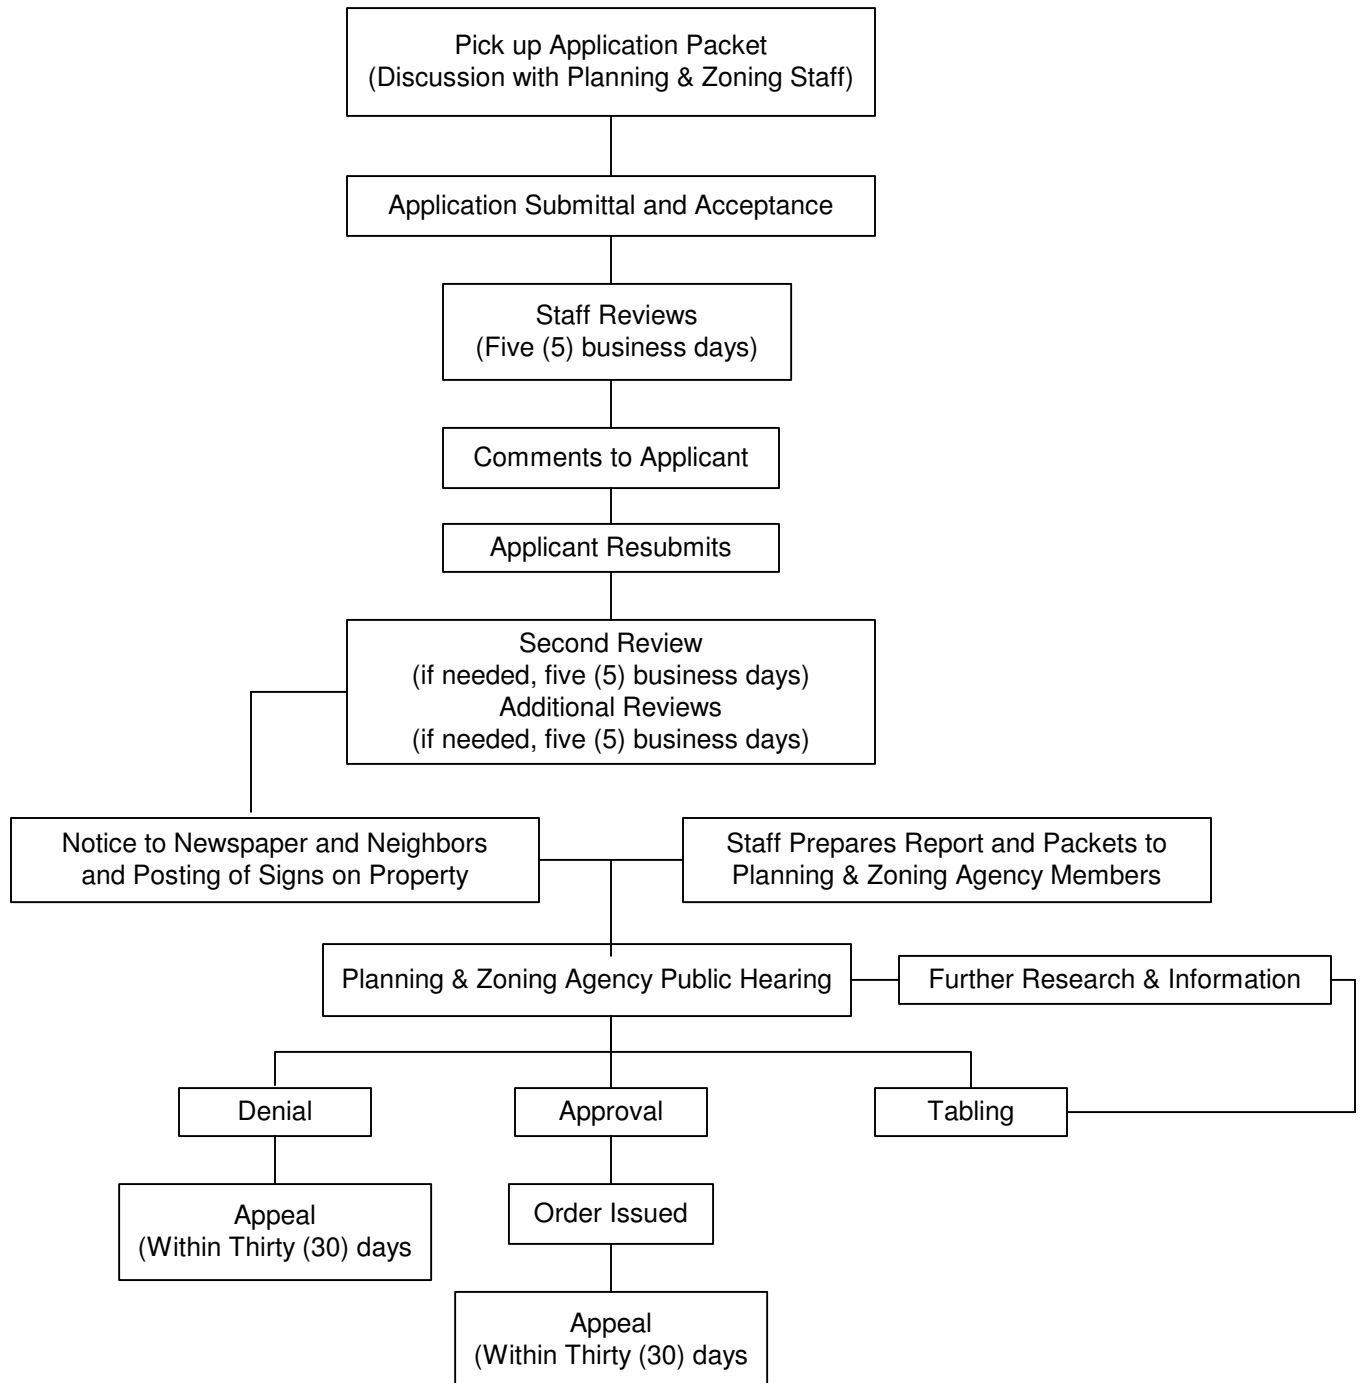 Pick up Application Packet
(Discussion with Planning & Zoning Staff)
Application Submittal and Acceptance
Staff Reviews
(Five (5) business days)
Comments to Applicant
Applicant Resubmits
Second Review
(if needed, five (5) business days)
Additional Reviews
(if needed, five (5) business days)
Notice to Newspaper and Neighbors
and Posting of Signs on Property
Staff Prepares Report and Packets to
Planning & Zoning Agency Members
Planning & Zoning Agency Public Hearing
Further Research & Information
Denial
Approval
Tabling
Appeal
(Within Thirty (30) days
Order Issued
Appeal
(Within Thirty (30) days